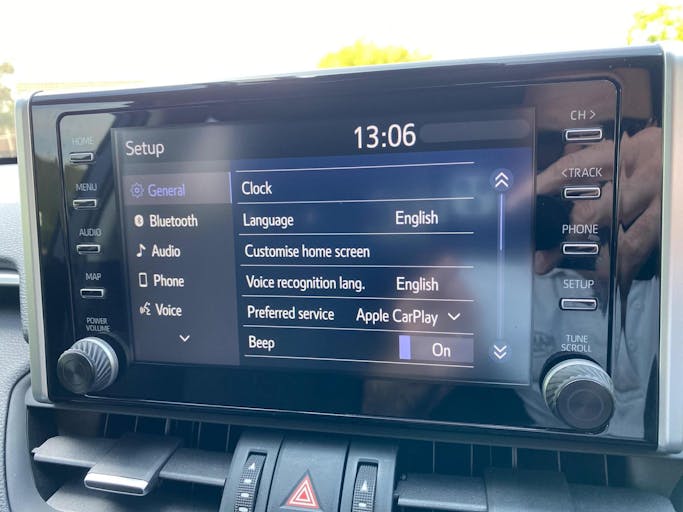 Setup
13:06
General
Bluetooth
Audio
Phone
Voice
Clock
Language English
Customise home screen
Voice recognition lang. English
Preferred service Apple CarPlay
Beep On
HOME
MENU
AUDIO
MAP
POWER
VOLUME
CH >
< TRACK
PHONE
SETUP
TUNE
SCROLL